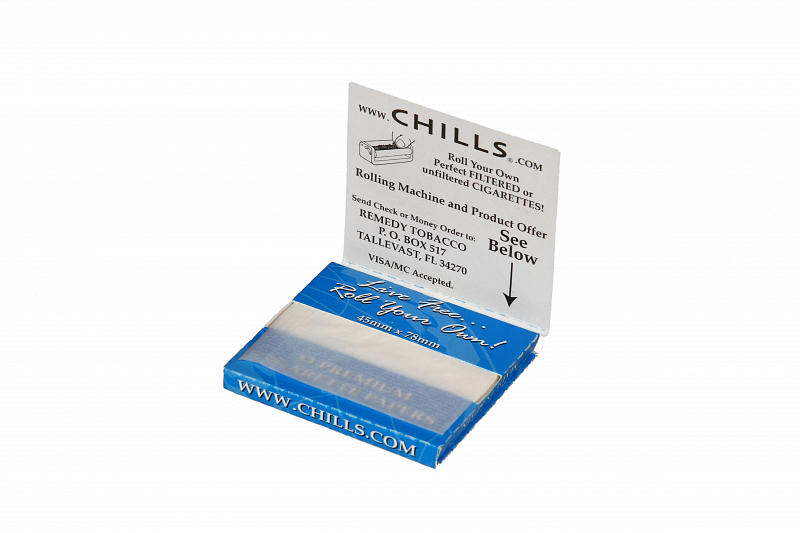 www.CHILLS®.COM
Roll Your Own
Perfect FILTERED or
unfiltered CIGARETTES!
Rolling Machine and Product Offer
Send Check or Money Order to:
REMEDY TOBACCO
P. O. BOX 517
TALLEVAST, FL 34270
VISA/MC Accepted.
See
Below
Live Free...
Roll Your Own!
45mm x 78mm
PREMIUM
PAPERS
WWW.CHILLS.COM